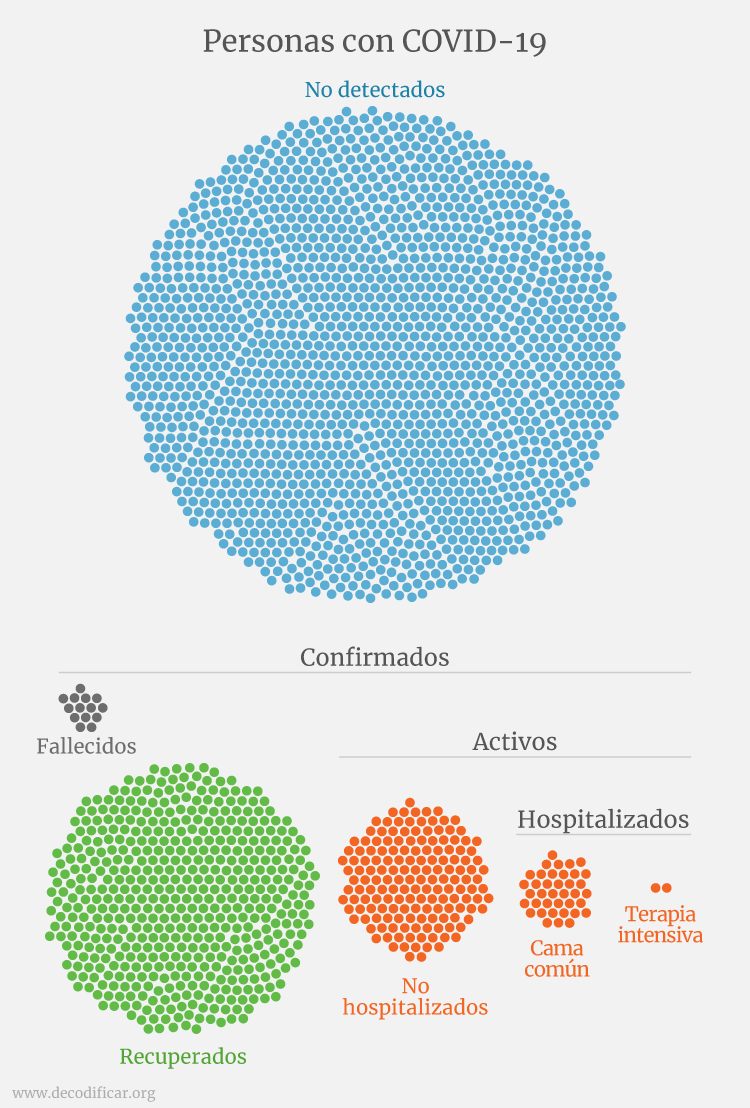 Personas con COVID-19
No detectados
Confirmados
Fallecidos
Activos
Hospitalizados
Terapia
intensiva
Cama
común
No
hospitalizados
Recuperados
www.decodificar.org